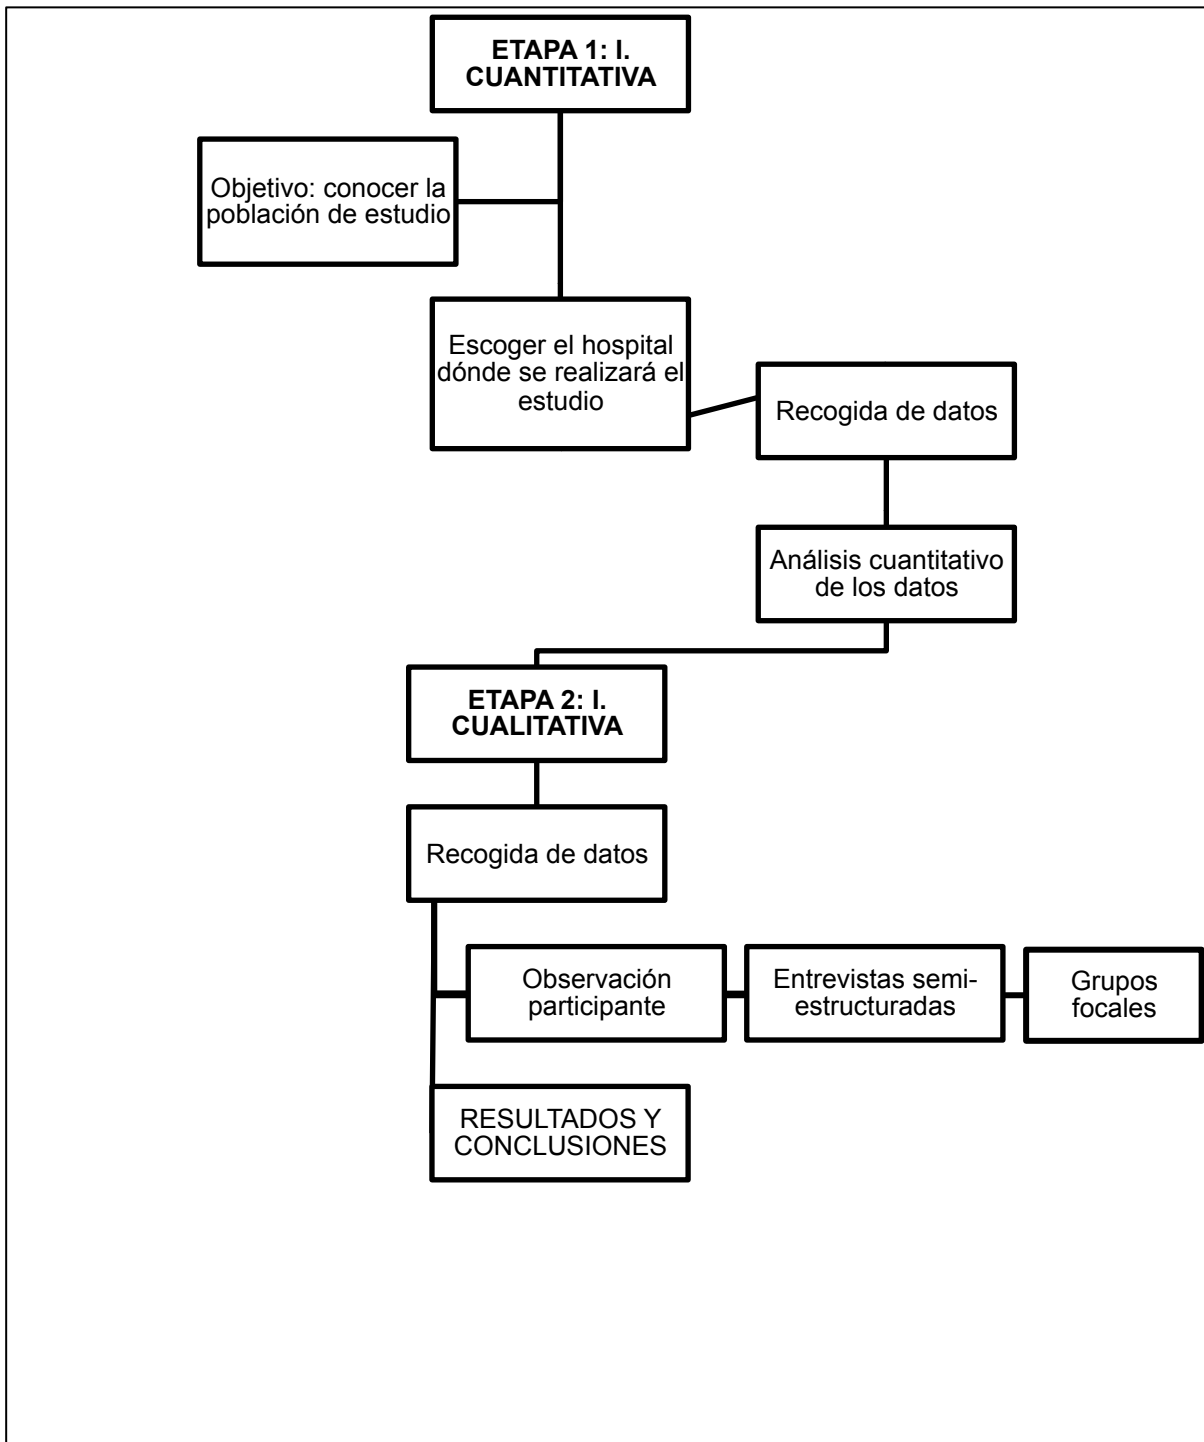 ETAPA 1: I.
CUANTITATIVA
Objetivo: conocer la
población de estudio
Escoger el hospital
dónde se realizará el
estudio
Recogida de datos
Análisis cuantitativo
de los datos
ETAPA 2: I.
CUALITATIVA
Recogida de datos
Observación
participante
Entrevistas semi-
estructuradas
Grupos
focales
RESULTADOS Y
CONCLUSIONES